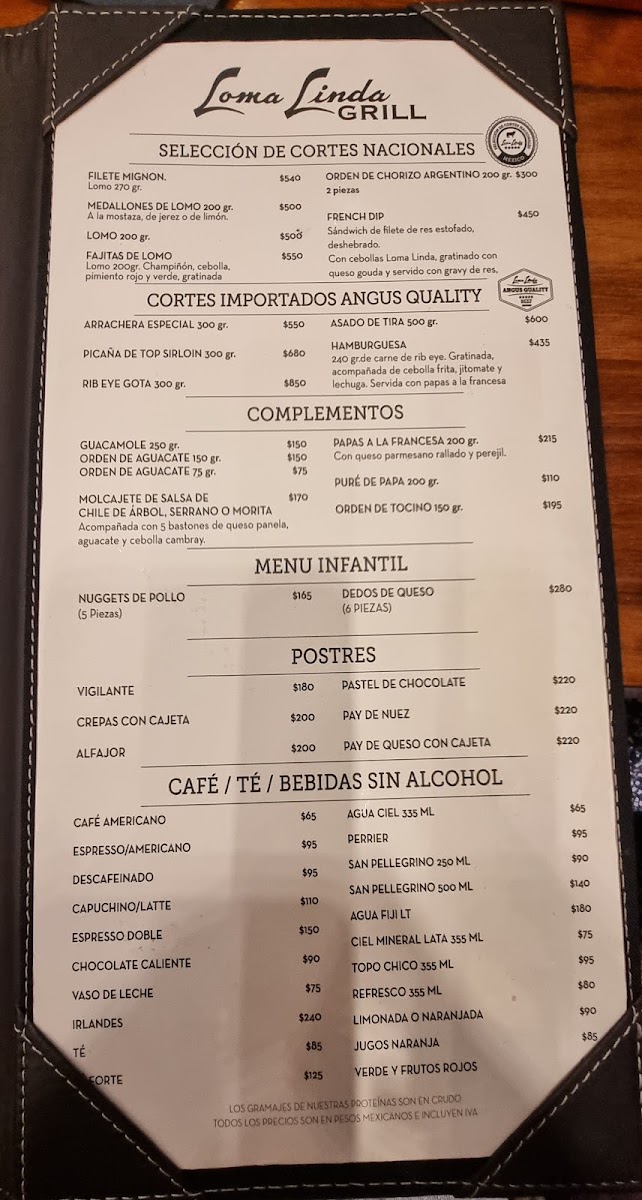 Loma Linda
GRILL
SELECCIÓN DE CORTES NACIONALES
Loma Linda
MÉXICO
FILETE MIGNON. $540
Lomo 270 gr.
MEDALLONES DE LOMO 200 gr. $500
A la mostaza, de jerez o de limón.
LOMO 200 gr. $500
FAJITAS DE LOMO $550
Lomo 200gr. Champiñón, cebolla,
pimiento rojo y verde, gratinada
ORDEN DE CHORIZO ARGENTINO 200 gr. $300
2 piezas
FRENCH DIP $450
Sándwich de filete de res estofado,
deshebrado.
Con cebollas Loma Linda, gratinado con
queso gouda y servido con gravy de res.
CORTES IMPORTADOS ANGUS QUALITY
Loma Linda
ANGUS QUALITY
BEEF
ARRACHERA ESPECIAL 300 gr. $550
PICAÑA DE TOP SIRLOIN 300 gr. $680
RIB EYE GOTA 300 gr. $850
ASADO DE TIRA 500 gr. $600
HAMBURGUESA $435
240 gr.de carne de rib eye. Gratinada,
acompañada de cebolla frita, jitomate y
lechuga. Servida con papas a la francesa
COMPLEMENTOS
GUACAMOLE 250 gr. $150
ORDEN DE AGUACATE 150 gr. $150
ORDEN DE AGUACATE 75 gr. $75
MOLCAJETE DE SALSA DE $170
CHILE DE ÁRBOL, SERRANO O MORITA
Acompañada con 5 bastones de queso panela,
aguacate y cebolla cambray.
PAPAS A LA FRANCESA 200 gr. $215
Con queso parmesano rallado y perejil.
PURÉ DE PAPA 200 gr. $110
ORDEN DE TOCINO 150 gr. $195
MENU INFANTIL
NUGGETS DE POLLO $165
(5 Piezas)
DEDOS DE QUESO $280
(6 PIEZAS)
POSTRES
VIGILANTE $180
CREPAS CON CAJETA $200
ALFAJOR $200
PASTEL DE CHOCOLATE $220
PAY DE NUEZ $220
PAY DE QUESO CON CAJETA $220
CAFÉ / TÉ / BEBIDAS SIN ALCOHOL
CAFÉ AMERICANO $65
ESPRESSO/AMERICANO $95
DESCAFEINADO $95
CAPUCHINO/LATTE $110
ESPRESSO DOBLE $150
CHOCOLATE CALIENTE $90
VASO DE LECHE $75
IRLANDES $240
TÉ $85
FORTE $125
AGUA CIEL 335 ML $65
PERRIER $95
SAN PELLEGRINO 250 ML $90
SAN PELLEGRINO 500 ML $140
AGUA FIJI LT $180
CIEL MINERAL LATA 355 ML $75
TOPO CHICO 355 ML $95
REFRESCO 355 ML $80
LIMONADA O NARANJADA $90
JUGOS NARANJA $85
VERDE Y FRUTOS ROJOS
LOS GRAMAJES DE NUESTRAS PROTEÍNAS SON EN CRUDO
TODOS LOS PRECIOS SON EN PESOS MEXICANOS E INCLUYEN IVA